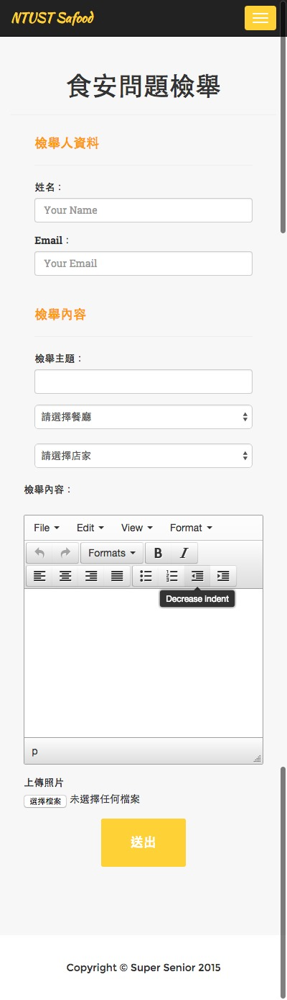 NTUST Safood
食安問題檢舉
檢舉人資料
姓名：
Your Name
Email：
Your Email
檢舉內容
檢舉主題：
請選擇餐廳
請選擇店家
檢舉內容：
File Edit View Format
Formats B I
Decrease indent
p
上傳照片
選擇檔案 未選擇任何檔案
送出
Copyright © Super Senior 2015